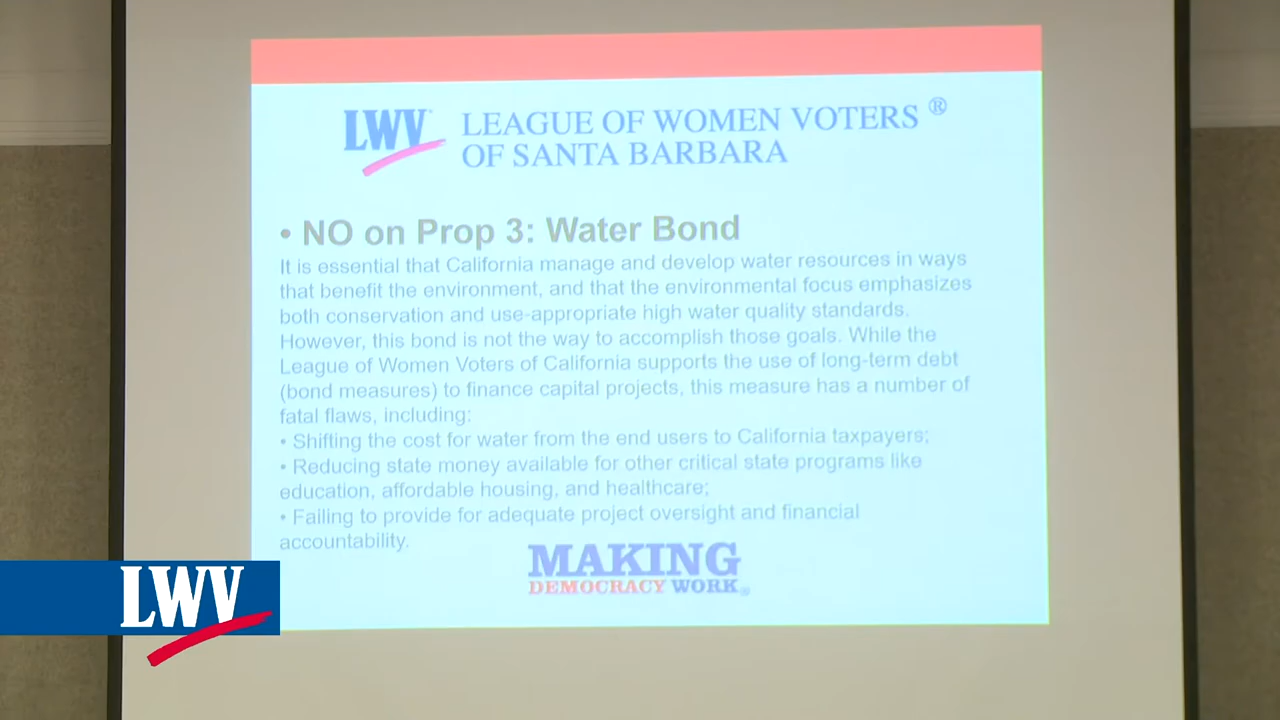 LWV LEAGUE OF WOMEN VOTERS ®
OF SANTA BARBARA
• NO on Prop 3: Water Bond
It is essential that California manage and develop water resources in ways
that benefit the environment, and that the environmental focus emphasizes
both conservation and use-appropriate high water quality standards.
However, this bond is not the way to accomplish those goals. While the
League of Women Voters of California supports the use of long-term debt
(bond measures) to finance capital projects, this measure has a number of
fatal flaws, including:
• Shifting the cost for water from the end users to California taxpayers;
• Reducing state money available for other critical state programs like
education, affordable housing, and healthcare;
• Failing to provide for adequate project oversight and financial
accountability.
MAKING
DEMOCRACY WORK®
LWV